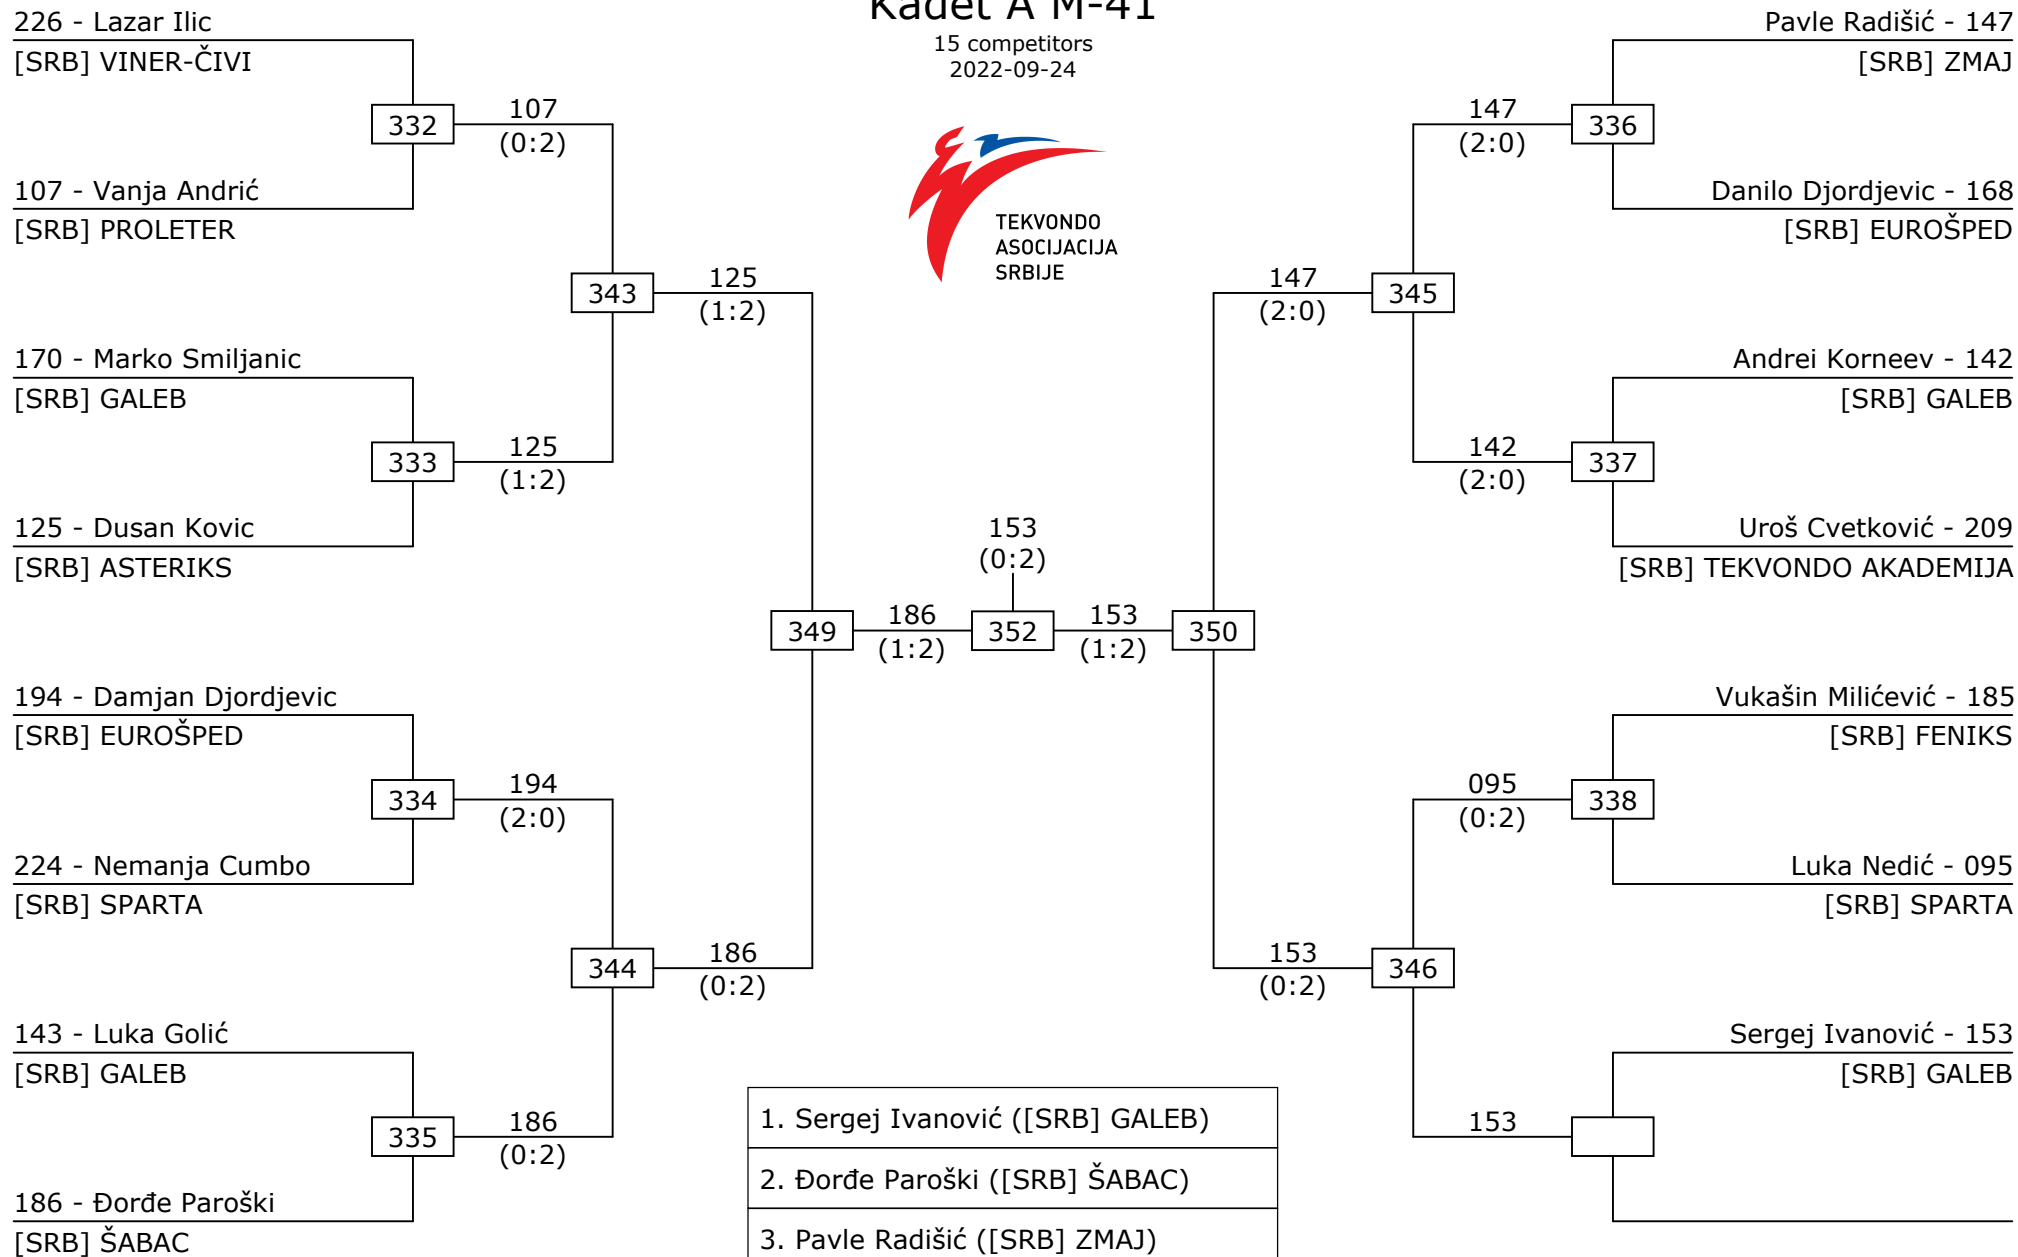 Kadet A M-41
15 competitors
2022-09-24
TEKVONDO
ASOCIJACIJA
SRBIJE
226 - Lazar Ilic
[SRB] VINER-ČIVI
332
107
(0:2)
107 - Vanja Andrić
[SRB] PROLETER
343
125
(1:2)
170 - Marko Smiljanic
[SRB] GALEB
333
125
(1:2)
125 - Dusan Kovic
[SRB] ASTERIKS
349
186
(1:2)
194 - Damjan Djordjevic
[SRB] EUROŠPED
334
194
(2:0)
224 - Nemanja Cumbo
[SRB] SPARTA
344
186
(0:2)
143 - Luka Golić
[SRB] GALEB
335
186
(0:2)
186 - Đorđe Paroški
[SRB] ŠABAC
153
(0:2)
352
Pavle Radišić - 147
[SRB] ZMAJ
147
(2:0)
336
Danilo Djordjevic - 168
[SRB] EUROŠPED
147
(2:0)
345
Andrei Korneev - 142
[SRB] GALEB
142
(2:0)
337
Uroš Cvetković - 209
[SRB] TEKVONDO AKADEMIJA
153
(1:2)
350
Vukašin Milićević - 185
[SRB] FENIKS
095
(0:2)
338
Luka Nedić - 095
[SRB] SPARTA
153
(0:2)
346
Sergej Ivanović - 153
[SRB] GALEB
153
1. Sergej Ivanović ([SRB] GALEB)
2. Đorđe Paroški ([SRB] ŠABAC)
3. Pavle Radišić ([SRB] ZMAJ)